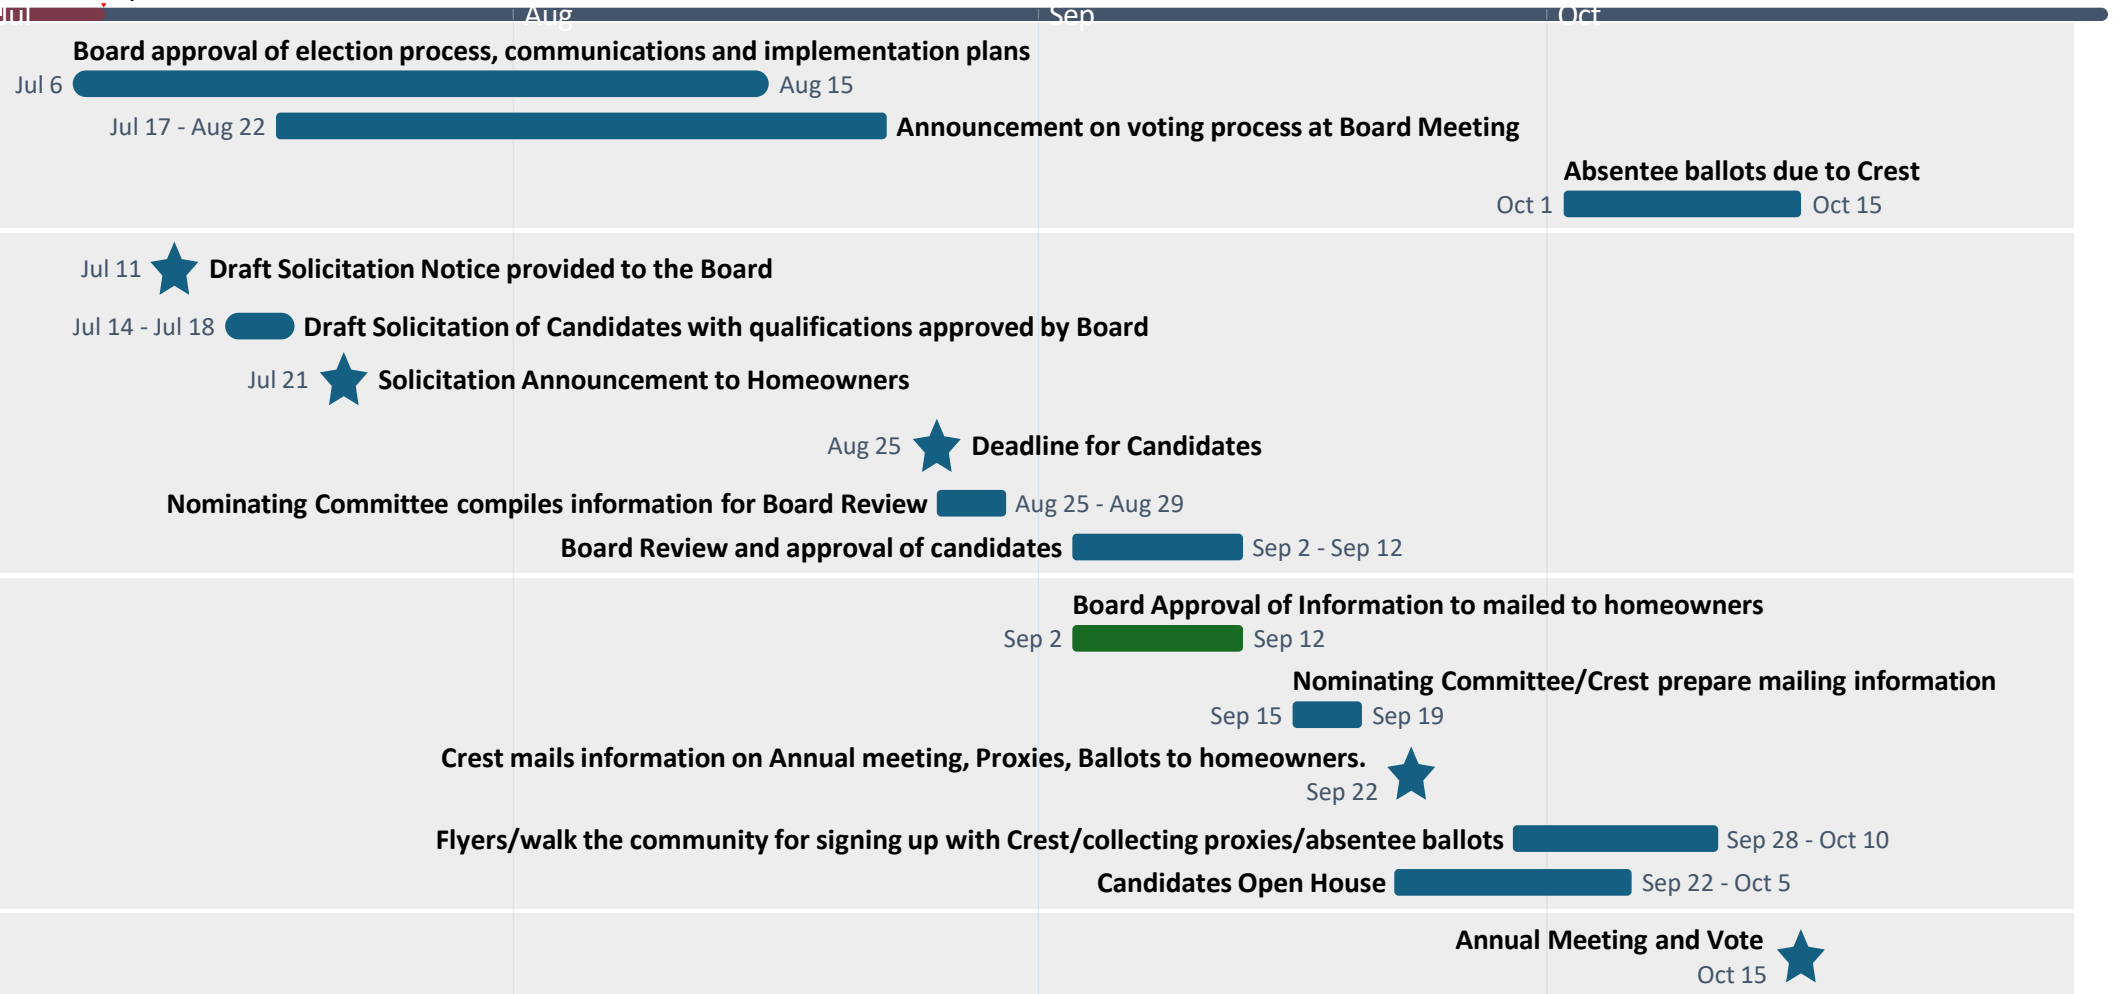 Jul
Aug
Sep
Oct
Board approval of election process, communications and implementation plans
Jul 6
Aug 15
Jul 17 - Aug 22
Announcement on voting process at Board Meeting
Absentee ballots due to Crest
Oct 1
Oct 15
Jul 11
Draft Solicitation Notice provided to the Board
Jul 14 - Jul 18
Draft Solicitation of Candidates with qualifications approved by Board
Jul 21
Solicitation Announcement to Homeowners
Aug 25
Deadline for Candidates
Nominating Committee compiles information for Board Review
Aug 25 - Aug 29
Board Review and approval of candidates
Sep 2 - Sep 12
Board Approval of Information to mailed to homeowners
Sep 2
Sep 12
Nominating Committee/Crest prepare mailing information
Sep 15
Sep 19
Crest mails information on Annual meeting, Proxies, Ballots to homeowners.
Sep 22
Flyers/walk the community for signing up with Crest/collecting proxies/absentee ballots
Sep 28 - Oct 10
Candidates Open House
Sep 22 - Oct 5
Annual Meeting and Vote
Oct 15